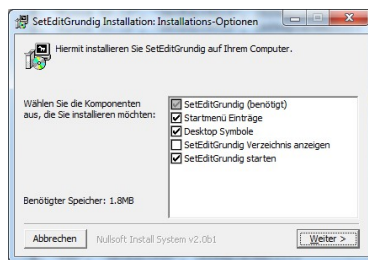 SetEditGrundig Installation: Installations-Optionen
Hiermit installieren Sie SetEditGrundig auf Ihrem Computer.
Wählen Sie die Komponenten
aus, die Sie installieren möchten:
SetEditGrundig (benötigt)
Startmenü Einträge
Desktop Symbole
SetEditGrundig Verzeichnis anzeigen
SetEditGrundig starten
Benötigter Speicher: 1.8MB
Abbrechen
Nullsoft Install System v2.0b1
Weiter >